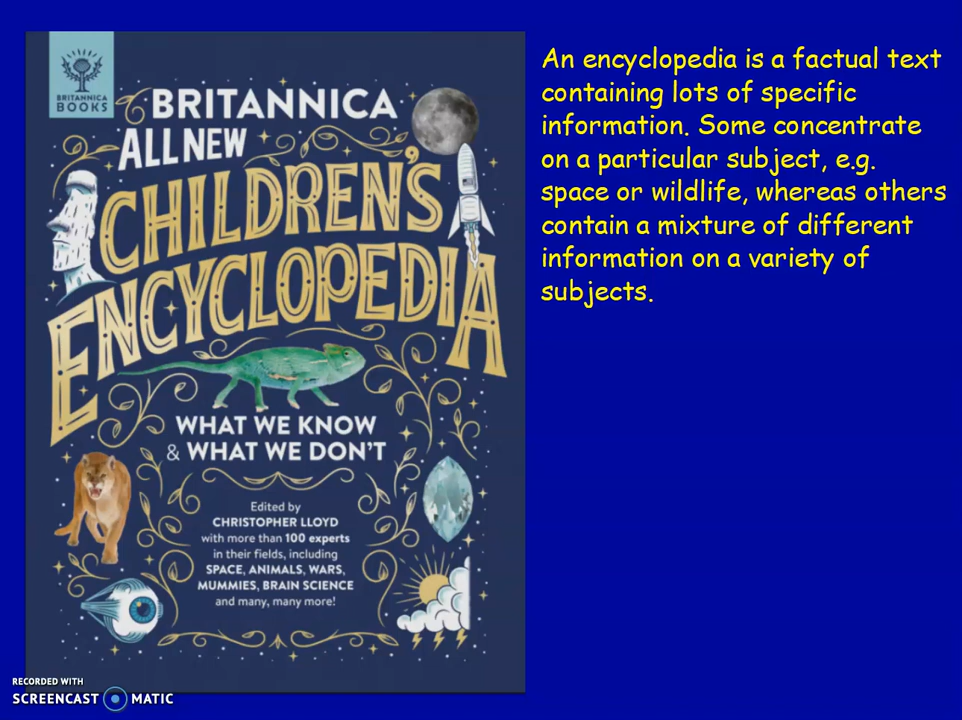 BRITANNICA
BOOKS
BRITANNICA
ALL NEW
CHILDREN'S
ENCYCLOPEDIA
WHAT WE KNOW
& WHAT WE DON'T
Edited by
CHRISTOPHER LLOYD
with more than 100 experts
in their fields, including
SPACE, ANIMALS, WARS,
MUMMIES, BRAIN SCIENCE
and many, many more!
An encyclopedia is a factual text
containing lots of specific
information. Some concentrate
on a particular subject, e.g.
space or wildlife, whereas others
contain a mixture of different
information on a variety of
subjects.
RECORDED WITH
SCREENCAST MATIC